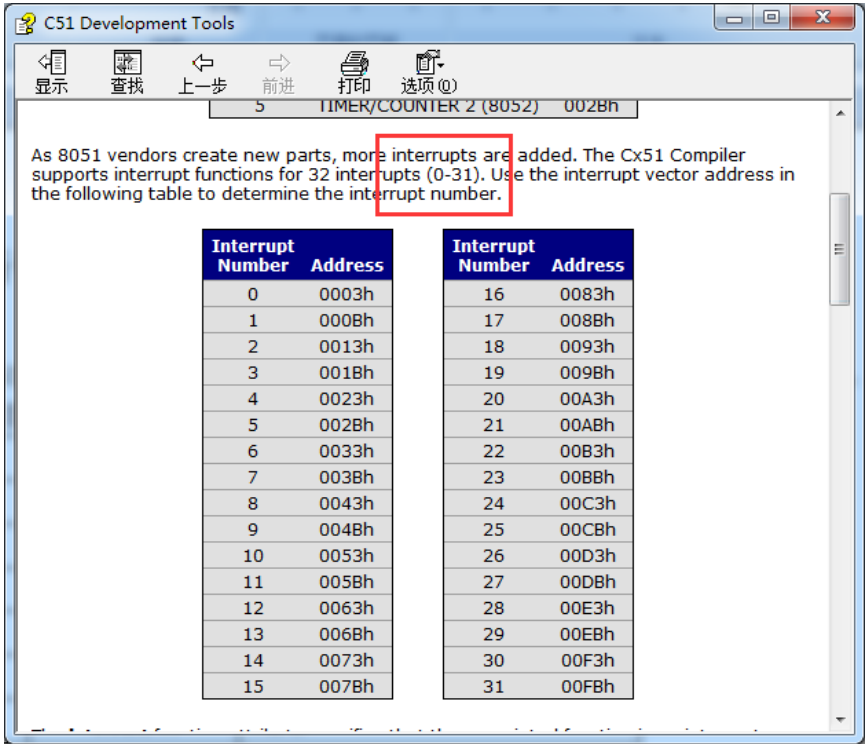 C51 Development Tools
显示 查找 上一步 前进 打印 选项(O)
5 TIMER/COUNTER 2 (8052) 002Bh
As 8051 vendors create new parts, more interrupts are added. The Cx51 Compiler
supports interrupt functions for 32 interrupts (0-31). Use the interrupt vector address in
the following table to determine the interrupt number.
Interrupt Interrupt
Number Address Number Address
0 0003h 16 0083h
1 000Bh 17 008Bh
2 0013h 18 0093h
3 001Bh 19 009Bh
4 0023h 20 00A3h
5 002Bh 21 00ABh
6 0033h 22 00B3h
7 003Bh 23 00BBh
8 0043h 24 00C3h
9 004Bh 25 00CBh
10 0053h 26 00D3h
11 005Bh 27 00DBh
12 0063h 28 00E3h
13 006Bh 29 00EBh
14 0073h 30 00F3h
15 007Bh 31 00FBh